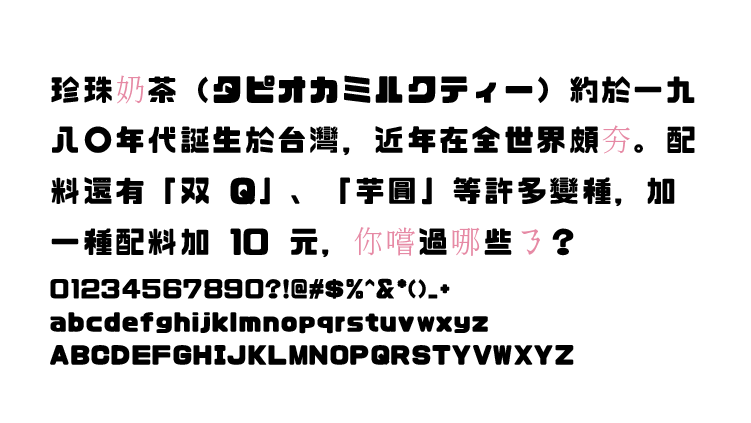 珍珠奶茶（タピオカミルクティー）約於一九
八〇年代誕生於台灣，近年在全世界頗夯。配
料還有「双 Q」、「芋圓」等許多變種，加
一種配料加 10 元，你嚐過哪些ㄋ？
01234567890?!@#$%^&*()_+
abcdefghijklmnopqrstuvwxyz
ABCDEFGHIJKLMNOPQRSTUVWXYZ